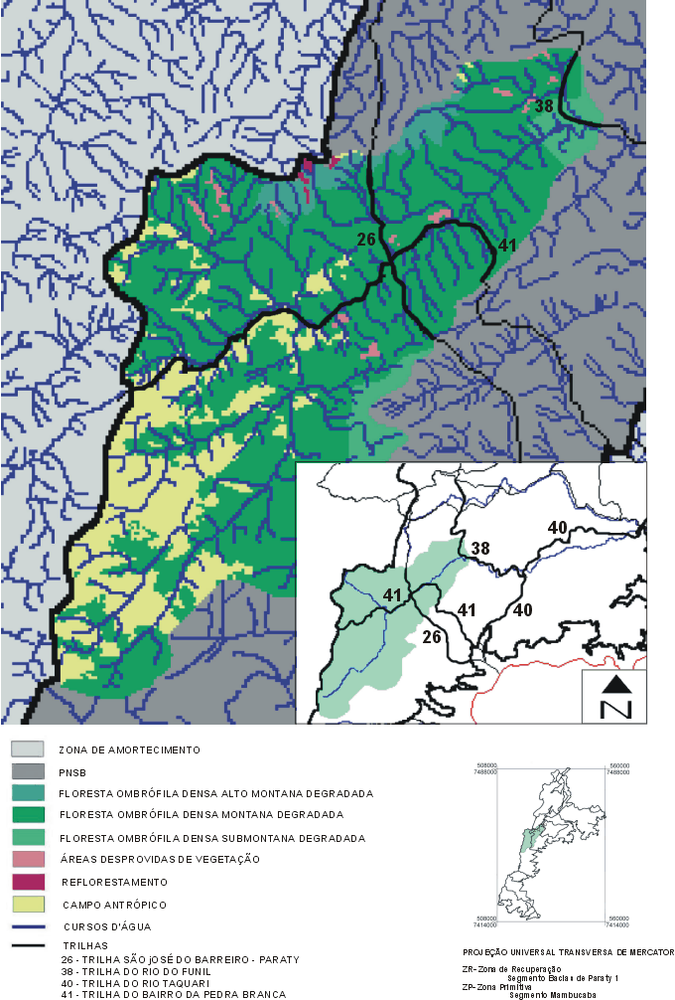 38
26
41
40
38
41
41
40
26
N
ZONA DE AMORTECIMENTO
PNSB
FLORESTA OMBRÓFILA DENSA ALTO MONTANA DEGRADADA
FLORESTA OMBRÓFILA DENSA MONTANA DEGRADADA
FLORESTA OMBRÓFILA DENSA SUBMONTANA DEGRADADA
ÁREAS DESPROVIDAS DE VEGETAÇÃO
REFLORESTAMENTO
CAMPO ANTRÓPICO
CURSOS D'ÁGUA
TRILHAS
26 - TRILHA SÃO jOSÉ DO BARREIRO - PARATY
38 - TRILHA DO RIO DO FUNIL
40 - TRILHA DO RIO TAQUARI
41 - TRILHA DO BAIRRO DA PEDRA BRANCA
508000
7488000
560000
7488000
508000
7414000
560000
7414000
PROJEÇÃO UNIVERSAL TRANSVERSA DE MERCATOR
ZR-Zona de Recuperação
Segmento Bacias de Paraty 1
ZP-Zona Primitiva
Segmento Mambucaba